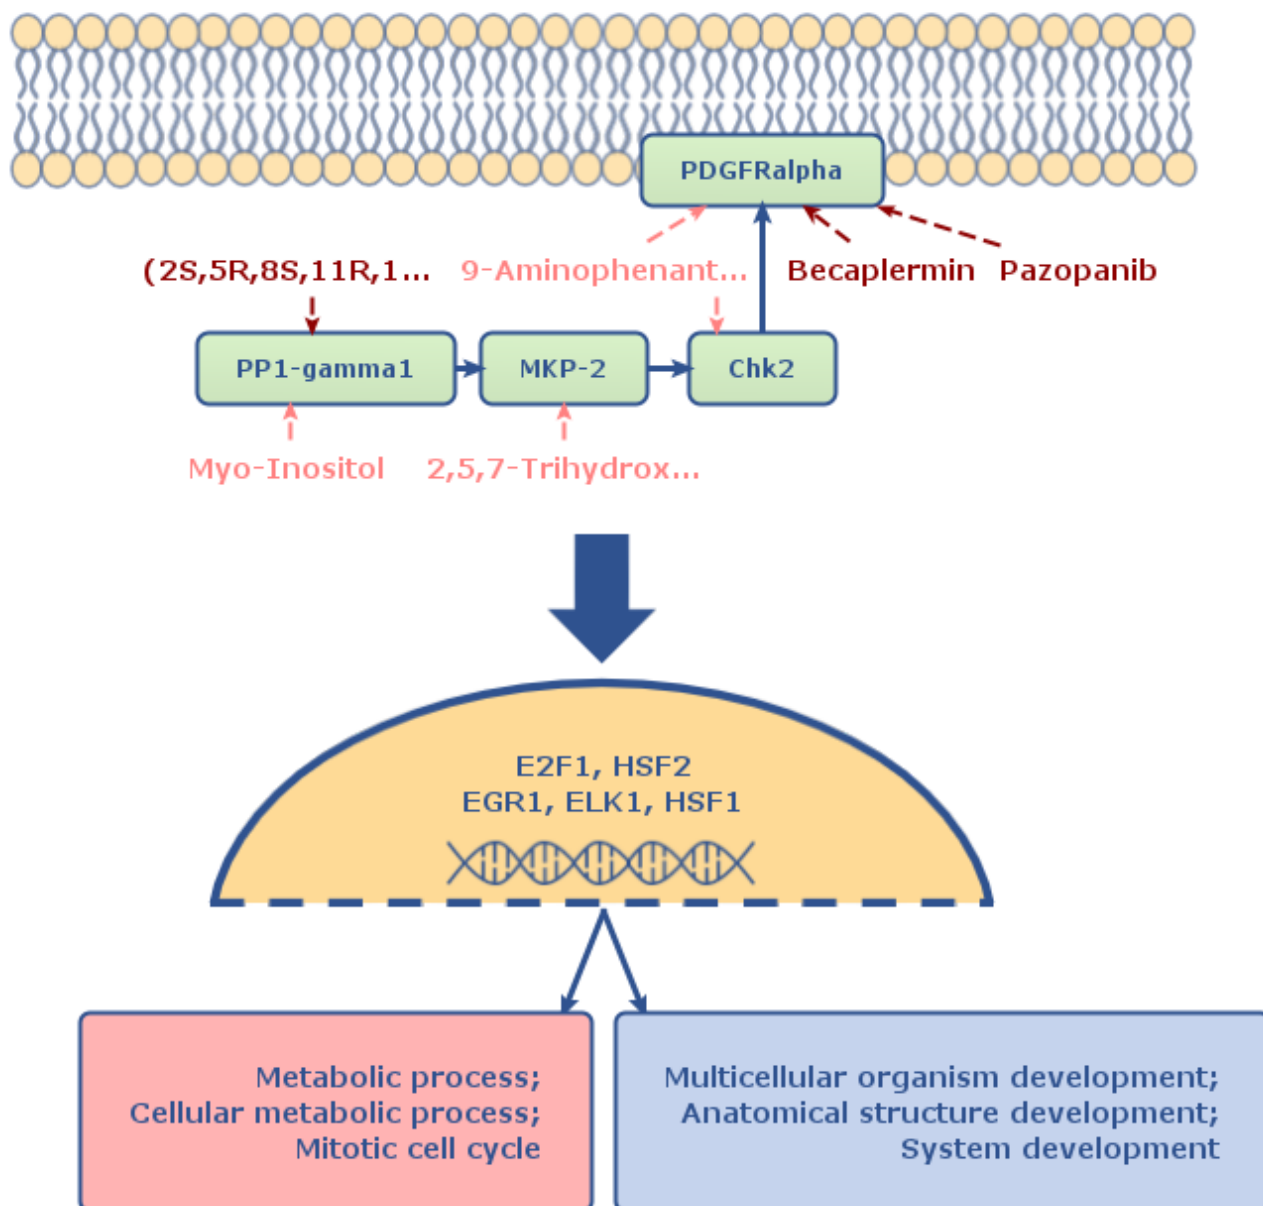 PDGFRalpha
(2S,5R,8S,11R,1...
9-Aminophenant...
Becaplermin
Pazopanib
PP1-gamma1
MKP-2
Chk2
Myo-Inositol
2,5,7-Trihydrox...
E2F1, HSF2
EGR1, ELK1, HSF1
Metabolic process;
Cellular metabolic process;
Mitotic cell cycle
Multicellular organism development;
Anatomical structure development;
System development